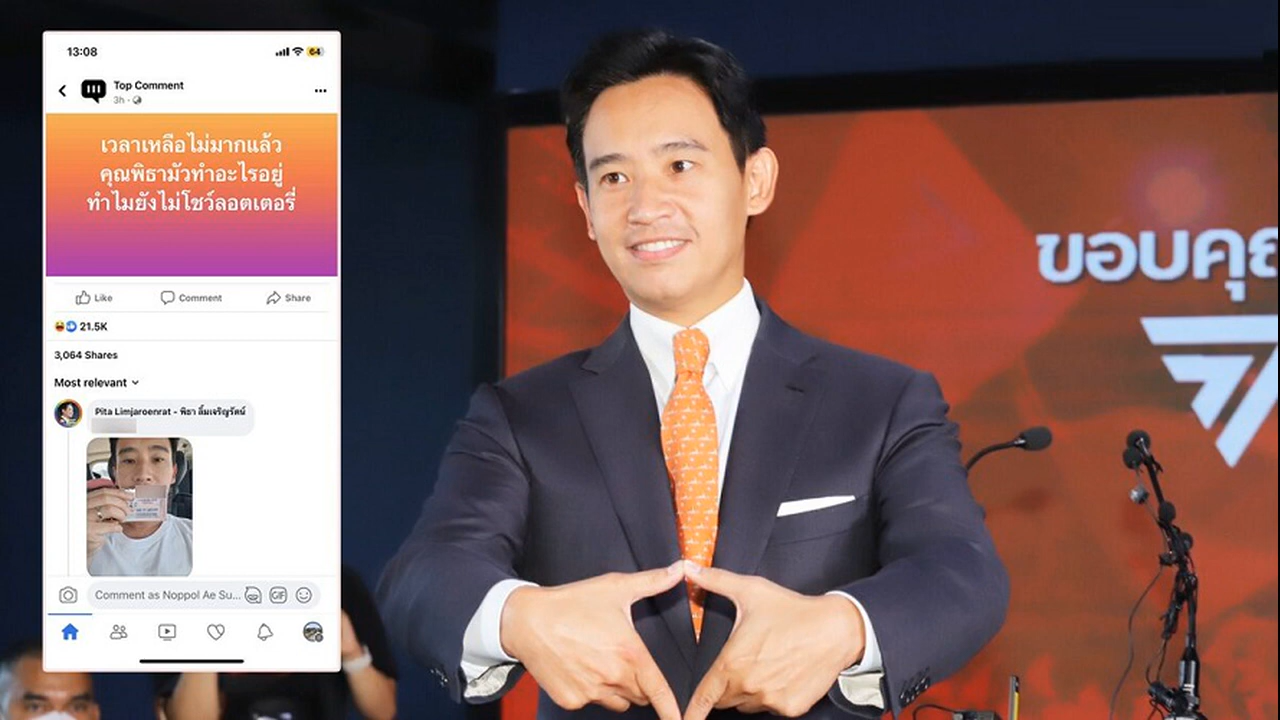 13:08
64
Top Comment
3h
เวลาเหลือไม่มากแล้ว
คุณพิธามัวทำอะไรอยู่
ทำไมยังไม่โชว์ลอตเตอรี่
Like
Comment
Share
21.5K
3,064 Shares
Most relevant
Pita Limjaroenrat - พิธา ลิ้มเจริญรัตน์
Comment as Noppol Ae Su...
GIF
ขอบคุณ